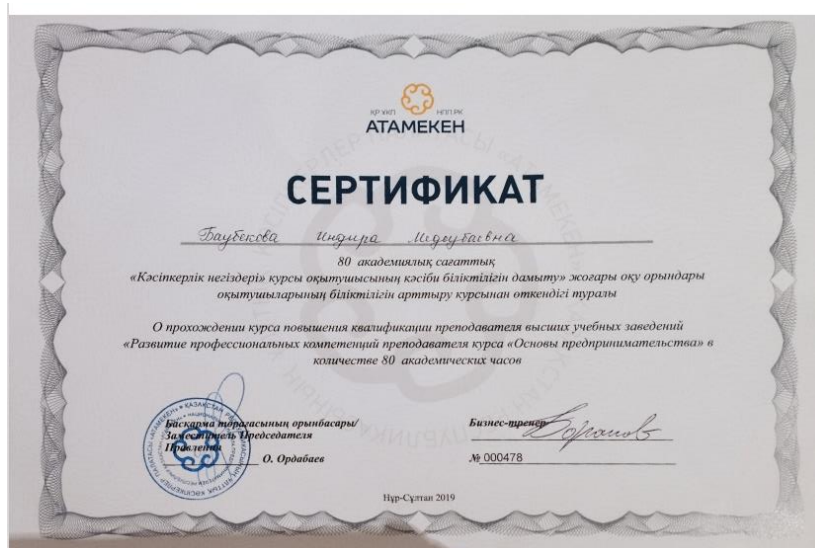 ҚР ҰКП НПП РК
АТАМЕКЕН
СЕРТИФИКАТ
Баубекова Индира
80 академиялық сағаттық
«Кәсіпкерлік негіздері» курсы оқытушысының кәсіби біліктілігін дамыту» жоғары оқу орындары
оқытушыларының біліктілігін арттыру курсынан өткендігі туралы
О прохождении курса повышения квалификации преподавателя высших учебных заведений
«Развитие профессиональных компетенций преподавателя курса «Основы предпринимательства» в
количестве 80 академических часов
Басқарма төрағасының орынбасары/
Заместитель Председателя
Правления
О. Ордабаев
Бизнес-тренер
№ 000478
Нұр-Сұлтан 2019